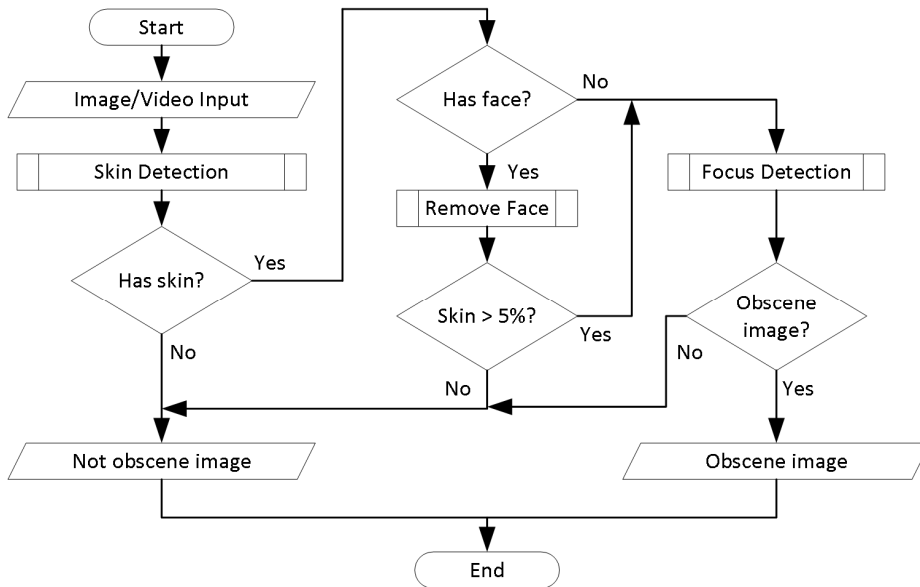 Start
Image/Video Input
Skin Detection
Has skin?
Yes
No
Has face?
No
Yes
Remove Face
Skin > 5%?
Yes
No
Focus Detection
Obscene
image?
No
Yes
Not obscene image
Obscene image
End